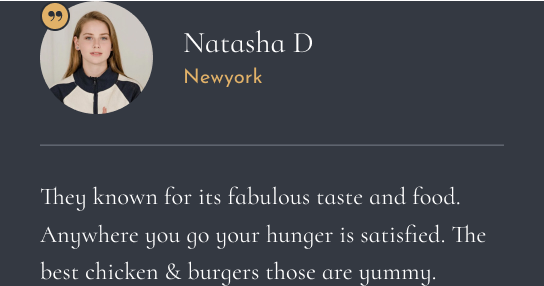 Natasha D
Newyork
They known for its fabulous taste and food.
Anywhere you go your hunger is satisfied. The
best chicken & burgers those are yummy.